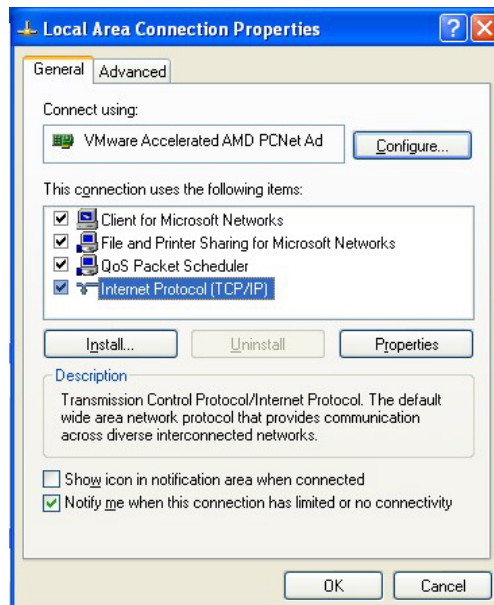 Local Area Connection Properties
General Advanced
Connect using:
VMware Accelerated AMD PCNet Ad
Configure...
This connection uses the following items:
Client for Microsoft Networks
File and Printer Sharing for Microsoft Networks
QoS Packet Scheduler
Internet Protocol (TCP/IP)
Install... Uninstall Properties
Description
Transmission Control Protocol/Internet Protocol. The default
wide area network protocol that provides communication
across diverse interconnected networks.
Show icon in notification area when connected
Notify me when this connection has limited or no connectivity
OK Cancel